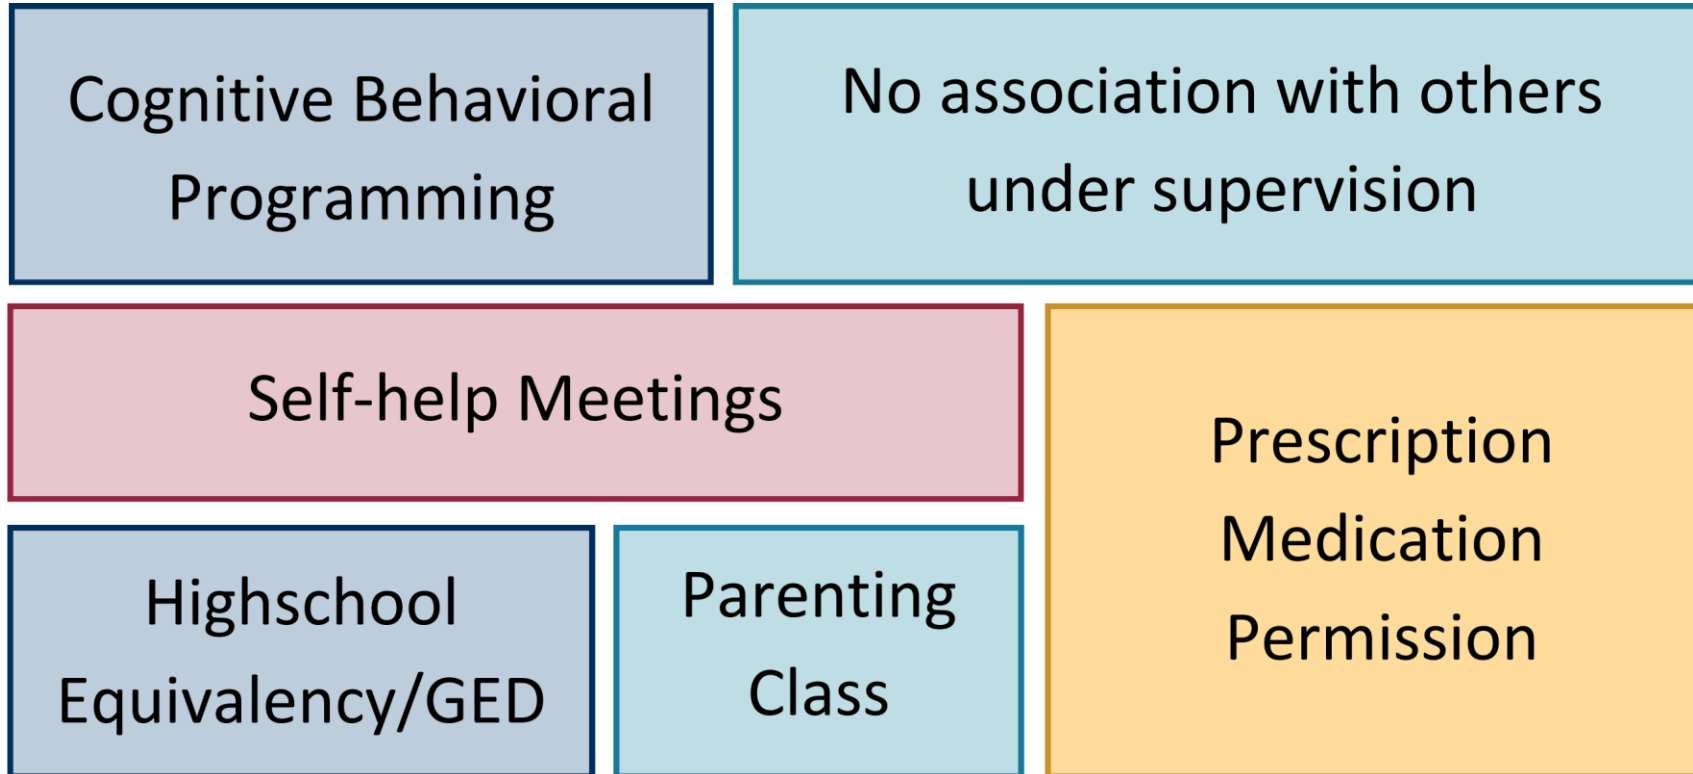 Cognitive Behavioral
Programming
No association with others
under supervision
Self-help Meetings
Prescription
Medication
Permission
Highschool
Equivalency/GED
Parenting
Class